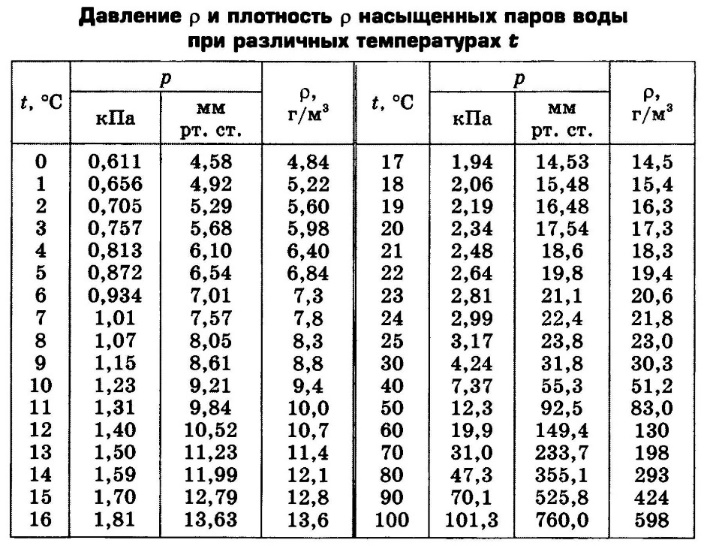 Давление ρ и плотность ρ насыщенных паров воды
при различных температурах t
t, °C p ρ, г/м³ t, °C p ρ, г/м³
кПа мм рт. ст. кПа мм рт. ст.
0 0,611 4,58 4,84 17 1,94 14,53 14,5
1 0,656 4,92 5,22 18 2,06 15,48 15,4
2 0,705 5,29 5,60 19 2,19 16,48 16,3
3 0,757 5,68 5,98 20 2,34 17,54 17,3
4 0,813 6,10 6,40 21 2,48 18,6 18,3
5 0,872 6,54 6,84 22 2,64 19,8 19,4
6 0,934 7,01 7,3 23 2,81 21,1 20,6
7 1,01 7,57 7,8 24 2,99 22,4 21,8
8 1,07 8,05 8,3 25 3,17 23,8 23,0
9 1,15 8,61 8,8 30 4,24 31,8 30,3
10 1,23 9,21 9,4 40 7,37 55,3 51,2
11 1,31 9,84 10,0 50 12,3 92,5 83,0
12 1,40 10,52 10,7 60 19,9 149,4 130
13 1,50 11,23 11,4 70 31,0 233,7 198
14 1,59 11,99 12,1 80 47,3 355,1 293
15 1,70 12,79 12,8 90 70,1 525,8 424
16 1,81 13,63 13,6 100 101,3 760,0 598